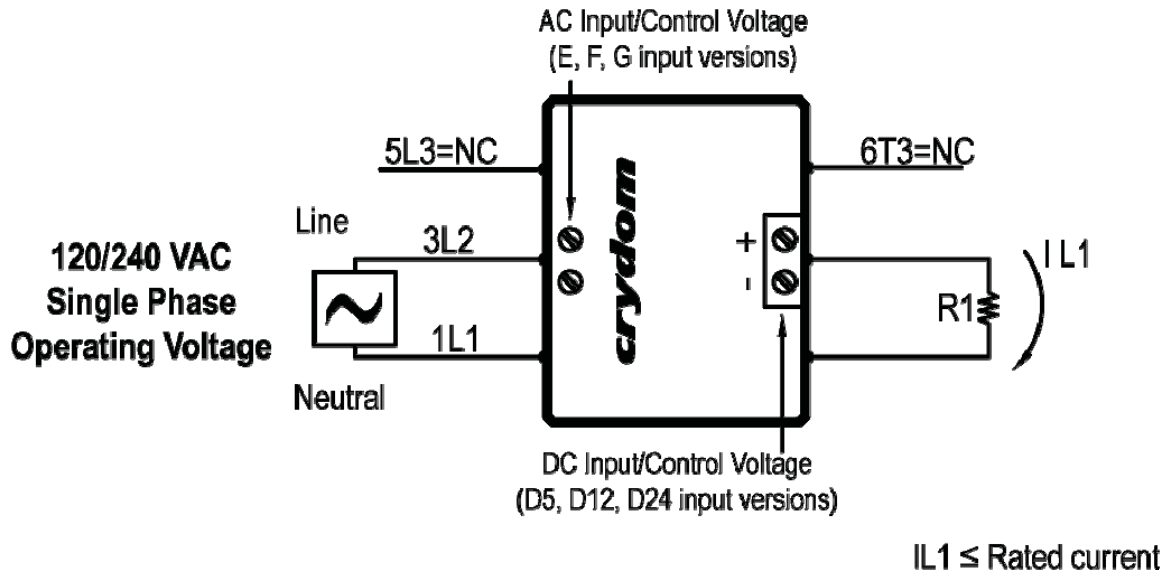 AC Input/Control Voltage
(E, F, G input versions)
5L3=NC
6T3=NC
Line
3L2
120/240 VAC
Single Phase
Operating Voltage
1L1
Neutral
crydom
+
-
R1
I L1
DC Input/Control Voltage
(D5, D12, D24 input versions)
IL1 ≤ Rated current